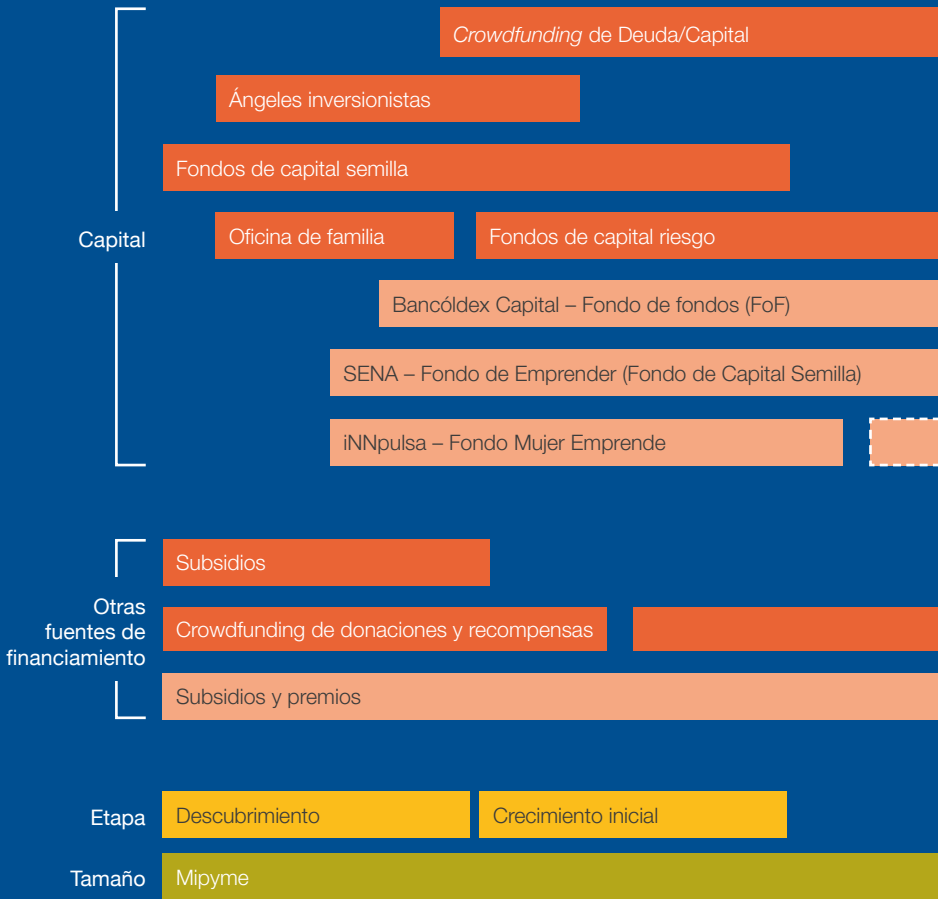 Crowdfunding de Deuda/Capital
Ángeles inversionistas
Fondos de capital semilla
Capital
Oficina de familia
Fondos de capital riesgo
Bancóldex Capital – Fondo de fondos (FoF)
SENA – Fondo de Emprender (Fondo de Capital Semilla)
iNNpulsa – Fondo Mujer Emprende
Subsidios
Otras
fuentes de
financiamiento
Crowdfunding de donaciones y recompensas
Subsidios y premios
Etapa
Descubrimiento
Crecimiento inicial
Tamaño
Mipyme